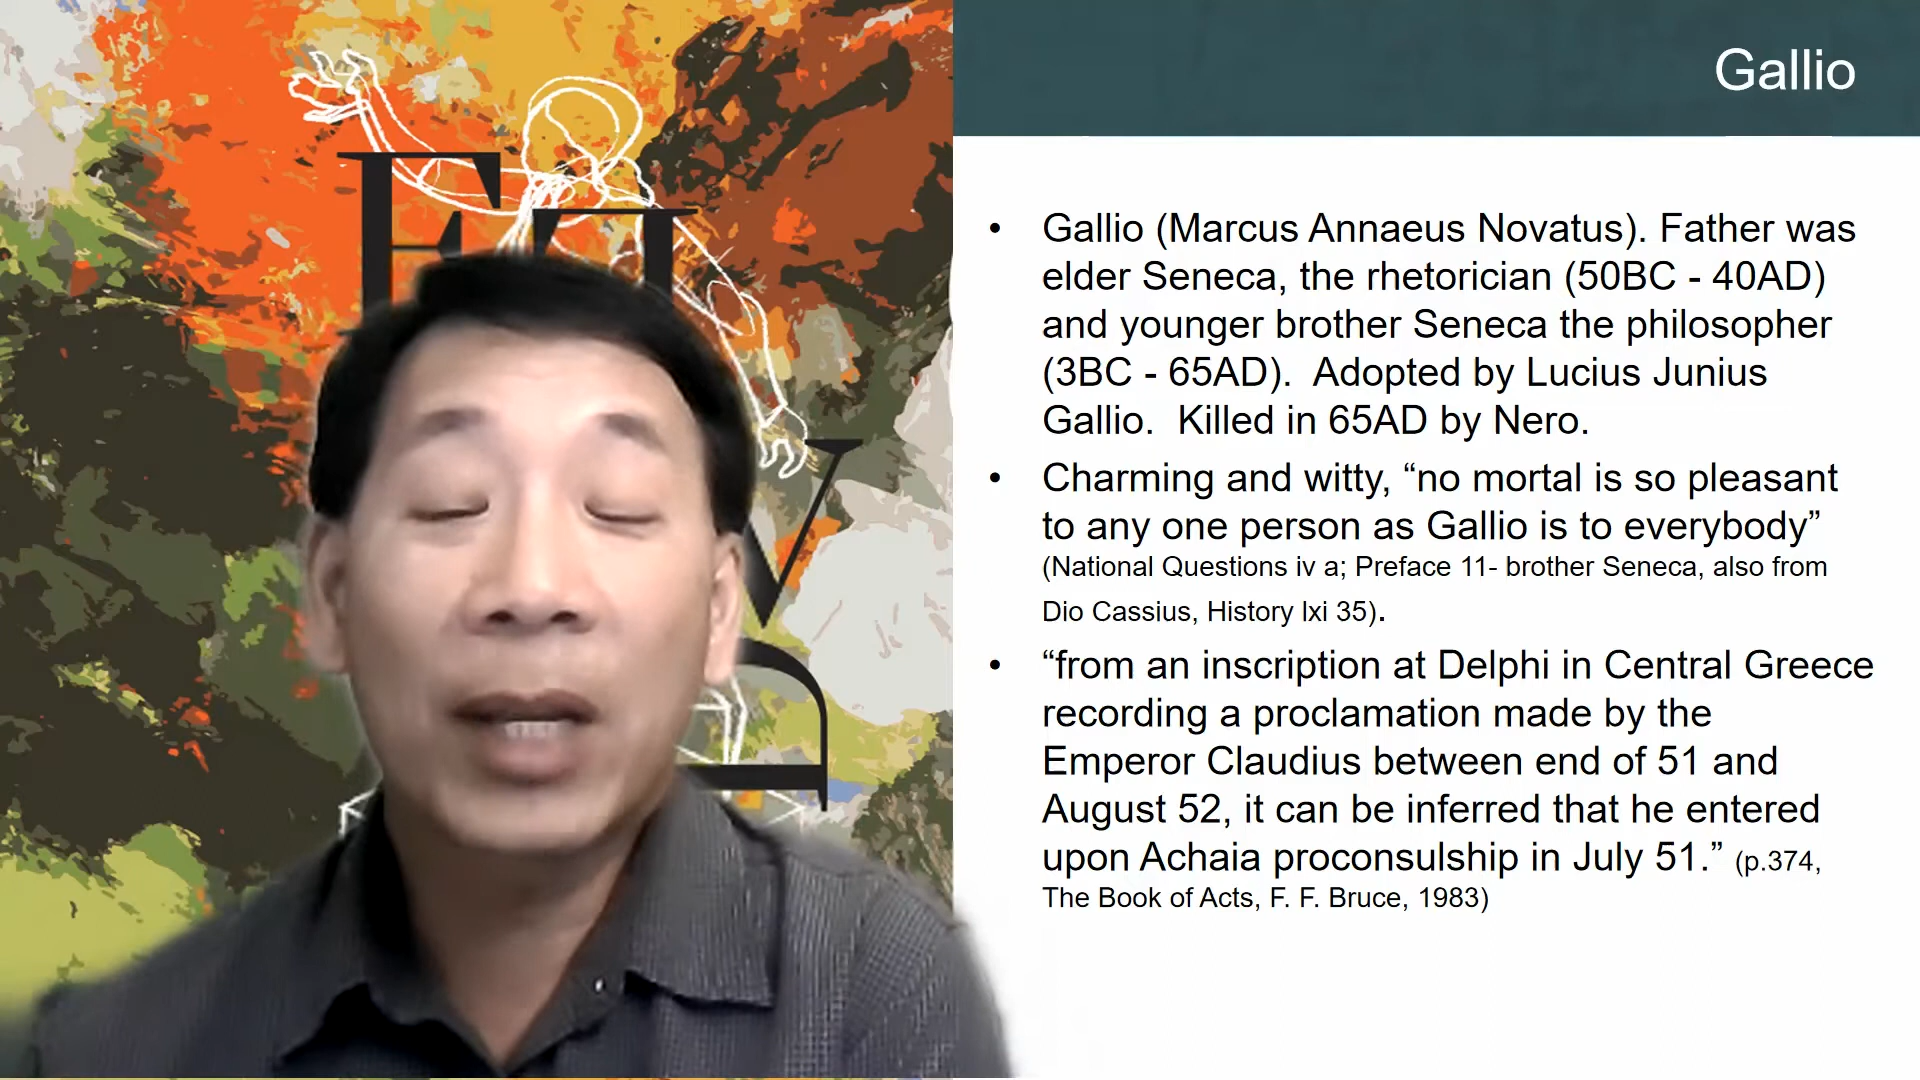 Gallio
• Gallio (Marcus Annaeus Novatus). Father was
elder Seneca, the rhetorician (50BC - 40AD)
and younger brother Seneca the philosopher
(3BC - 65AD).  Adopted by Lucius Junius
Gallio.  Killed in 65AD by Nero.
• Charming and witty, “no mortal is so pleasant
to any one person as Gallio is to everybody”
(National Questions iv a; Preface 11- brother Seneca, also from
Dio Cassius, History lxi 35).
• “from an inscription at Delphi in Central Greece
recording a proclamation made by the
Emperor Claudius between end of 51 and
August 52, it can be inferred that he entered
upon Achaia proconsulship in July 51.” (p.374,
The Book of Acts, F. F. Bruce, 1983)